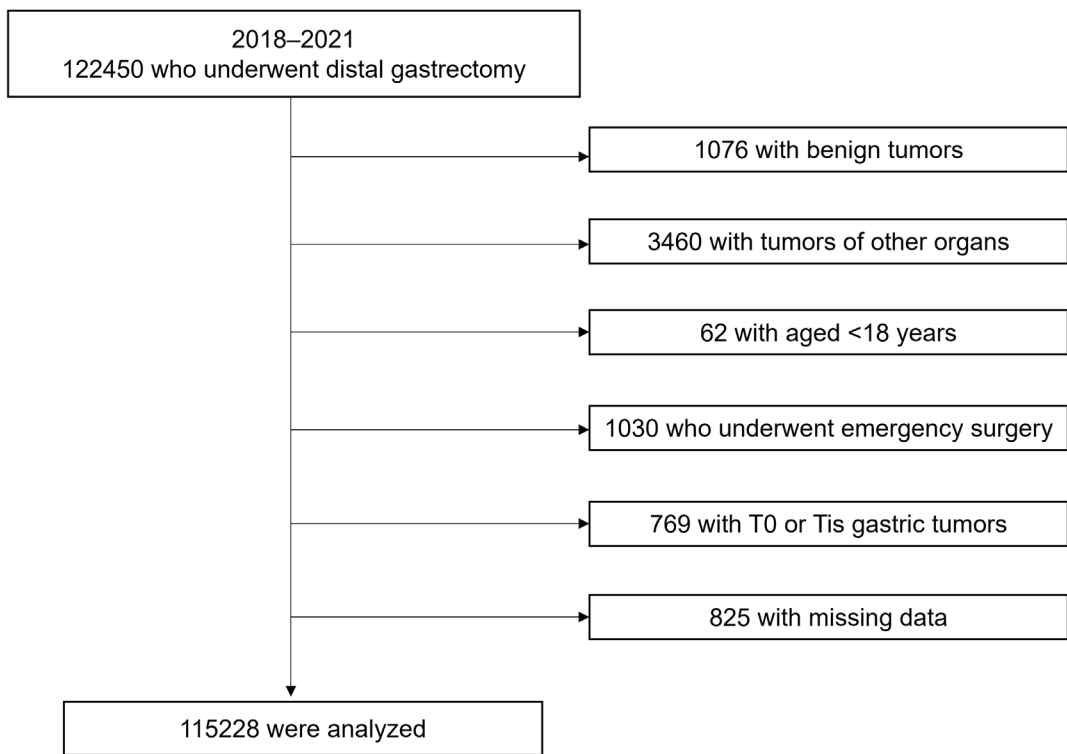 2018–2021
122450 who underwent distal gastrectomy
1076 with benign tumors
3460 with tumors of other organs
62 with aged <18 years
1030 who underwent emergency surgery
769 with T0 or Tis gastric tumors
825 with missing data
115228 were analyzed